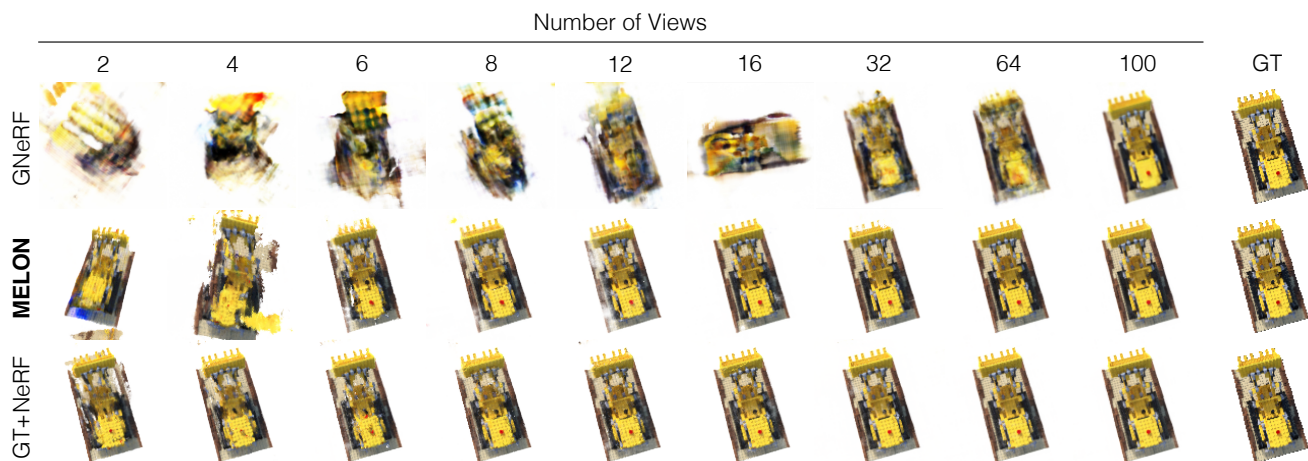 Number of Views
2 4 6 8 12 16 32 64 100 GT
GNeRF
MELON
GT+NeRF